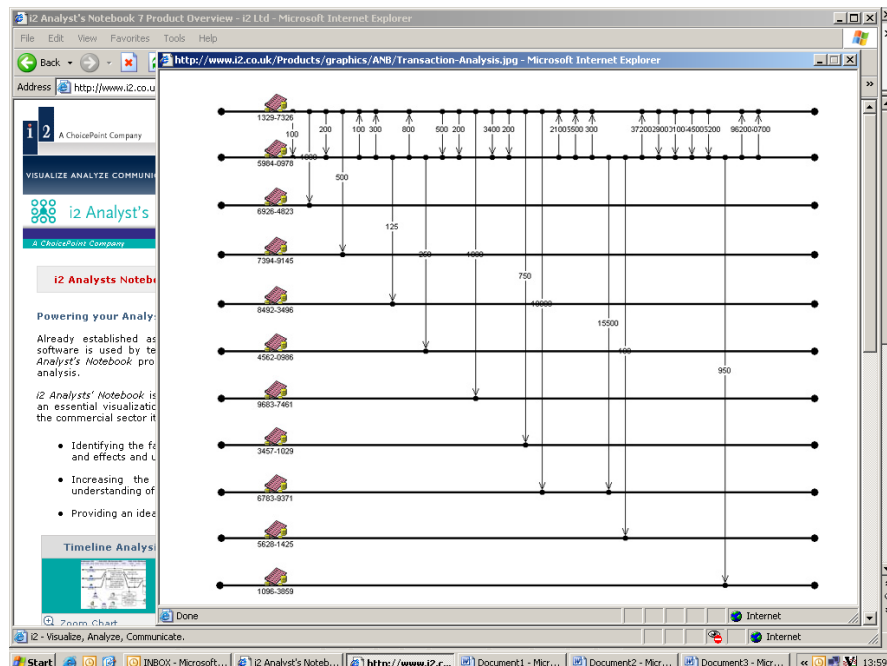 i2 Analyst's Notebook 7 Product Overview - i2 Ltd - Microsoft Internet Explorer
File Edit View Favorites Tools Help
Back
Address http://www.i2.co.u
http://www.i2.co.uk/Products/graphics/ANB/Transaction-Analysis.jpg - Microsoft Internet Explorer
i2 A ChoicePoint Company
VISUALIZE ANALYZE COMMUNI
i2 Analyst's
A ChoicePoint Company
i2 Analysts Noteb
Powering your Analy
Already established as
software is used by te
Analyst's Notebook pro
analysis.
i2 Analysts' Notebook is
an essential visualizatic
the commercial sector it
Identifying the fa
and effects and u
Increasing the
understanding of
Providing an idea
Timeline Analysi
Zoom Chart
1329-7326
100 200 100 300 800 500 200 3400 200 2100 5500 300 37200 2900 3100 4500 5200 96200
5984-0978
1000
500
6926-4823
125
7394-9145
250 1000
750
8492-3496
10000
15500
4562-0986
100
950
9683-7461
3457-1029
6783-9371
5628-1425
1096-3859
Done Internet
i2 - Visualize, Analyze, Communicate. Internet
Start INBOX - Microsoft... i2 Analyst's Noteb... http://www.i2.c... Document1 - Micr... Document2 - Micr... Document3 - Micr... 13:59